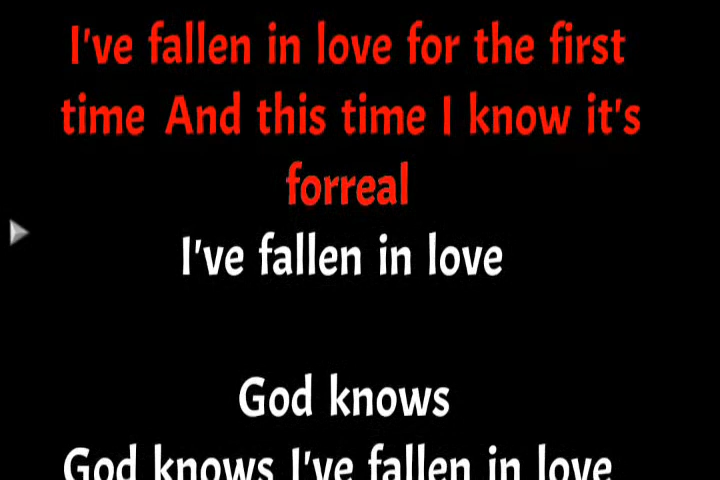 I've fallen in love for the first
time And this time I know it's
forreal
I've fallen in love
God knows
God knows I've fallen in love